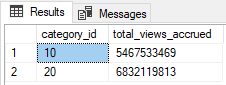 Results Messages
category_id total_views_accrued
1 10 5467533469
2 20 6832119813